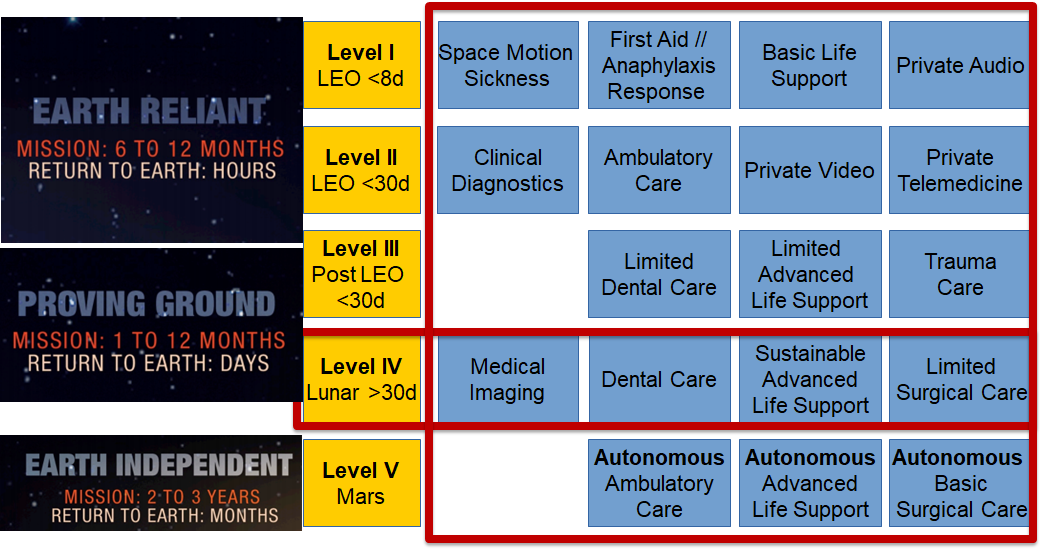 EARTH RELIANT
MISSION: 6 TO 12 MONTHS
RETURN TO EARTH: HOURS
Level I
LEO <8d
Space Motion
Sickness
First Aid //
Anaphylaxis
Response
Basic Life
Support
Private Audio
Level II
LEO <30d
Clinical
Diagnostics
Ambulatory
Care
Private Video
Private
Telemedicine
PROVING GROUND
MISSION: 1 TO 12 MONTHS
RETURN TO EARTH: DAYS
Level III
Post LEO
<30d
Limited
Dental Care
Limited
Advanced
Life Support
Trauma
Care
Level IV
Lunar >30d
Medical
Imaging
Dental Care
Sustainable
Advanced
Life Support
Limited
Surgical Care
EARTH INDEPENDENT
MISSION: 2 TO 3 YEARS
RETURN TO EARTH: MONTHS
Level V
Mars
Autonomous
Ambulatory
Care
Autonomous
Advanced
Life Support
Autonomous
Basic
Surgical Care